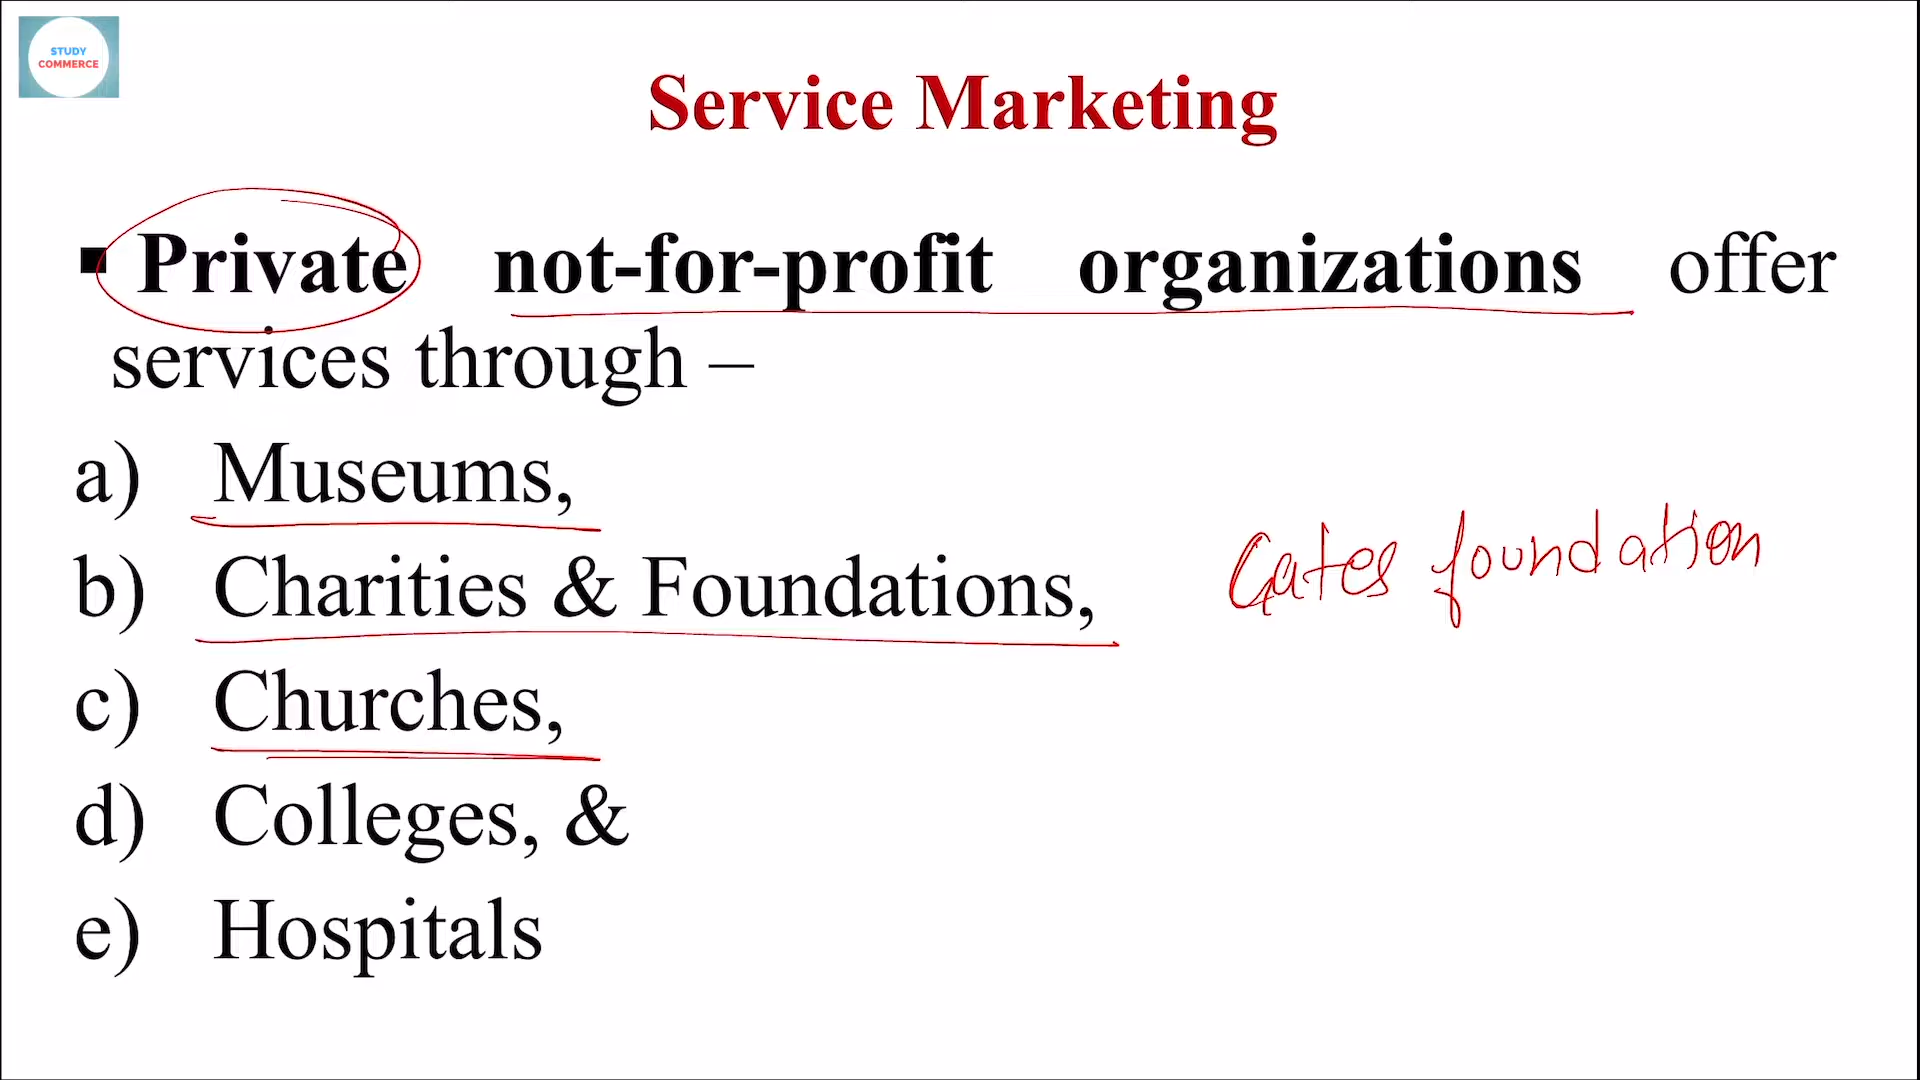 STUDY
COMMERCE
Service Marketing
▪ Private not-for-profit organizations offer
services through –
a) Museums,
b) Charities & Foundations,
Gates foundation
c) Churches,
d) Colleges, &
e) Hospitals